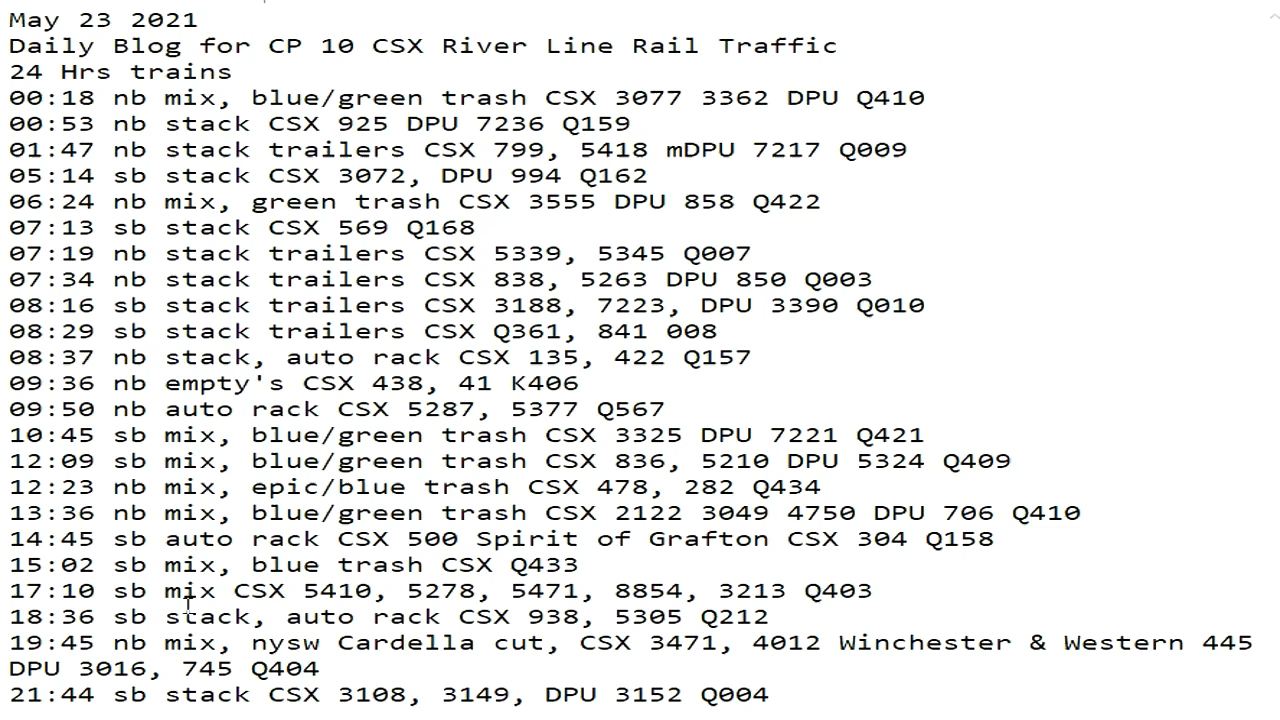 May 23 2021
Daily Blog for CP 10 CSX River Line Rail Traffic
24 Hrs trains
00:18 nb mix, blue/green trash CSX 3077 3362 DPU Q410
00:53 nb stack CSX 925 DPU 7236 Q159
01:47 nb stack trailers CSX 799, 5418 mDPU 7217 Q009
05:14 sb stack CSX 3072, DPU 994 Q162
06:24 nb mix, green trash CSX 3555 DPU 858 Q422
07:13 sb stack CSX 569 Q168
07:19 nb stack trailers CSX 5339, 5345 Q007
07:34 nb stack trailers CSX 838, 5263 DPU 850 Q003
08:16 sb stack trailers CSX 3188, 7223, DPU 3390 Q010
08:29 sb stack trailers CSX Q361, 841 008
08:37 nb stack, auto rack CSX 135, 422 Q157
09:36 nb empty's CSX 438, 41 K406
09:50 nb auto rack CSX 5287, 5377 Q567
10:45 sb mix, blue/green trash CSX 3325 DPU 7221 Q421
12:09 sb mix, blue/green trash CSX 836, 5210 DPU 5324 Q409
12:23 nb mix, epic/blue trash CSX 478, 282 Q434
13:36 nb mix, blue/green trash CSX 2122 3049 4750 DPU 706 Q410
14:45 sb auto rack CSX 500 Spirit of Grafton CSX 304 Q158
15:02 sb mix, blue trash CSX Q433
17:10 sb mix CSX 5410, 5278, 5471, 8854, 3213 Q403
18:36 sb stack, auto rack CSX 938, 5305 Q212
19:45 nb mix, nysw Cardella cut, CSX 3471, 4012 Winchester & Western 445
DPU 3016, 745 Q404
21:44 sb stack CSX 3108, 3149, DPU 3152 Q004